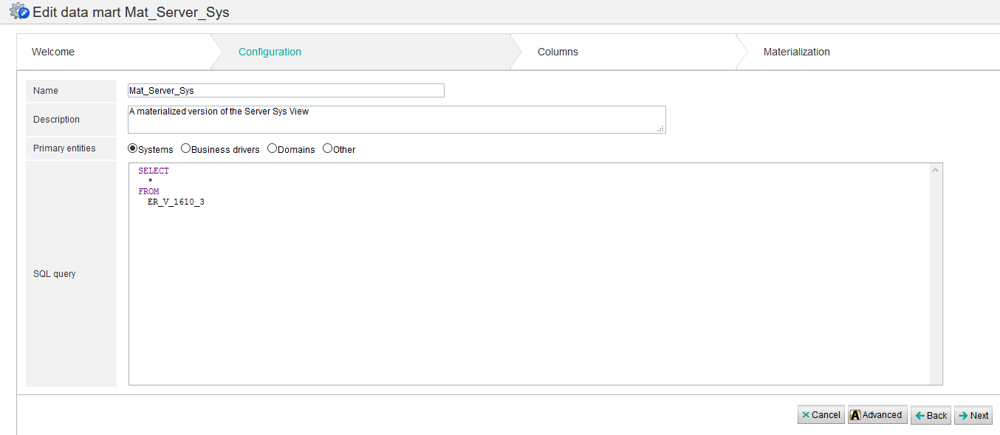 Edit data mart Mat_Server_Sys
Welcome
Configuration
Columns
Materialization
Name
Mat_Server_Sys
Description
A materialized version of the Server Sys View
Primary entities
Systems Business drivers Domains Other
SQL query
SELECT
*
FROM
ER_V_1610_3
Cancel
A Advanced
Back
Next